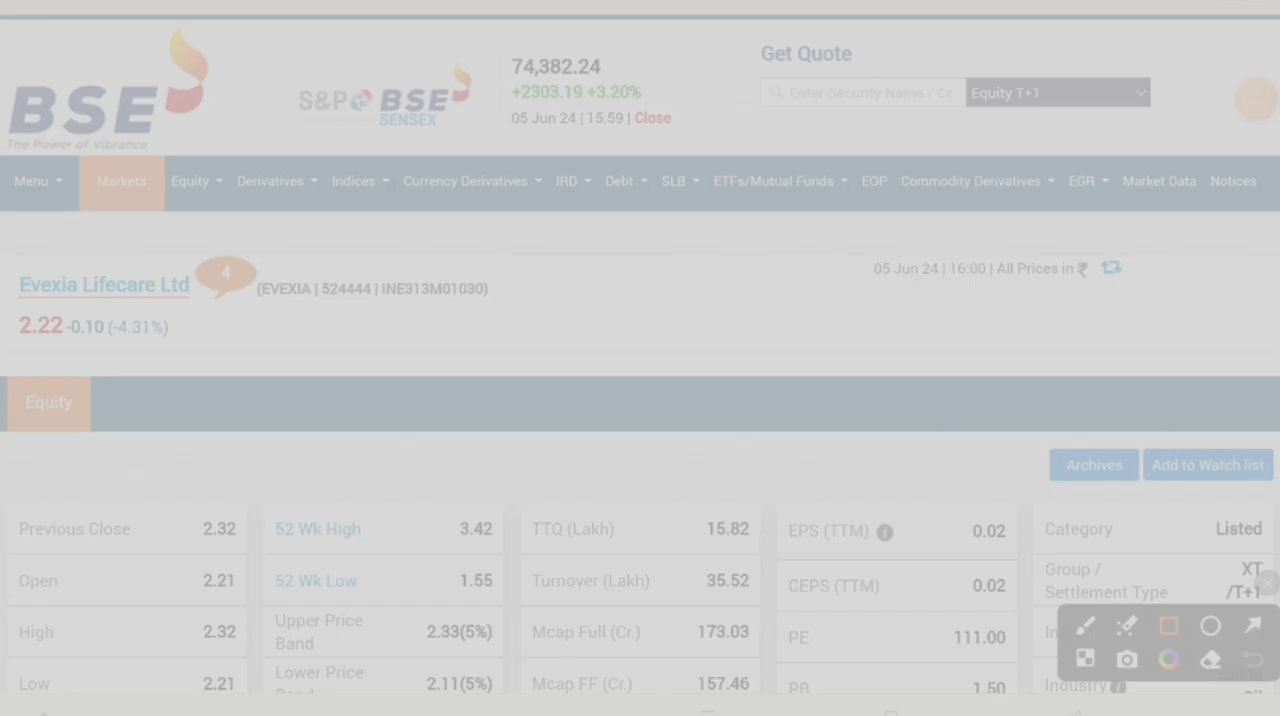 BSE
The Power of Vibrance
S&P BSE
SENSEX
74,382.24
+2303.19 +3.20%
05 Jun 24 | 15:59 | Close
Get Quote
Enter Security Name / Co
Equity T+1
Menu Markets Equity Derivatives Indices Currency Derivatives IRD Debt SLB ETFs/Mutual Funds EOP Commodity Derivatives EGR Market Data Notices
Evexia Lifecare Ltd 4 (EVEXIA | 524444 | INE313M01030)
05 Jun 24 | 16:00 | All Prices in ₹
2.22 -0.10 (-4.31%)
Equity
Archives Add to Watch list
Previous Close 2.32
Open 2.21
High 2.32
Low 2.21
52 Wk High 3.42
52 Wk Low 1.55
Upper Price
Band 2.33(5%)
Lower Price
2.11(5%)
TTQ (Lakh) 15.82
Turnover (Lakh) 35.52
Mcap Full (Cr.) 173.03
Mcap FF (Cr.) 157.46
EPS (TTM) 0.02
CEPS (TTM) 0.02
PE 111.00
PB 1.50
Category Listed
Group / XT
Settlement Type /T+1
Industry